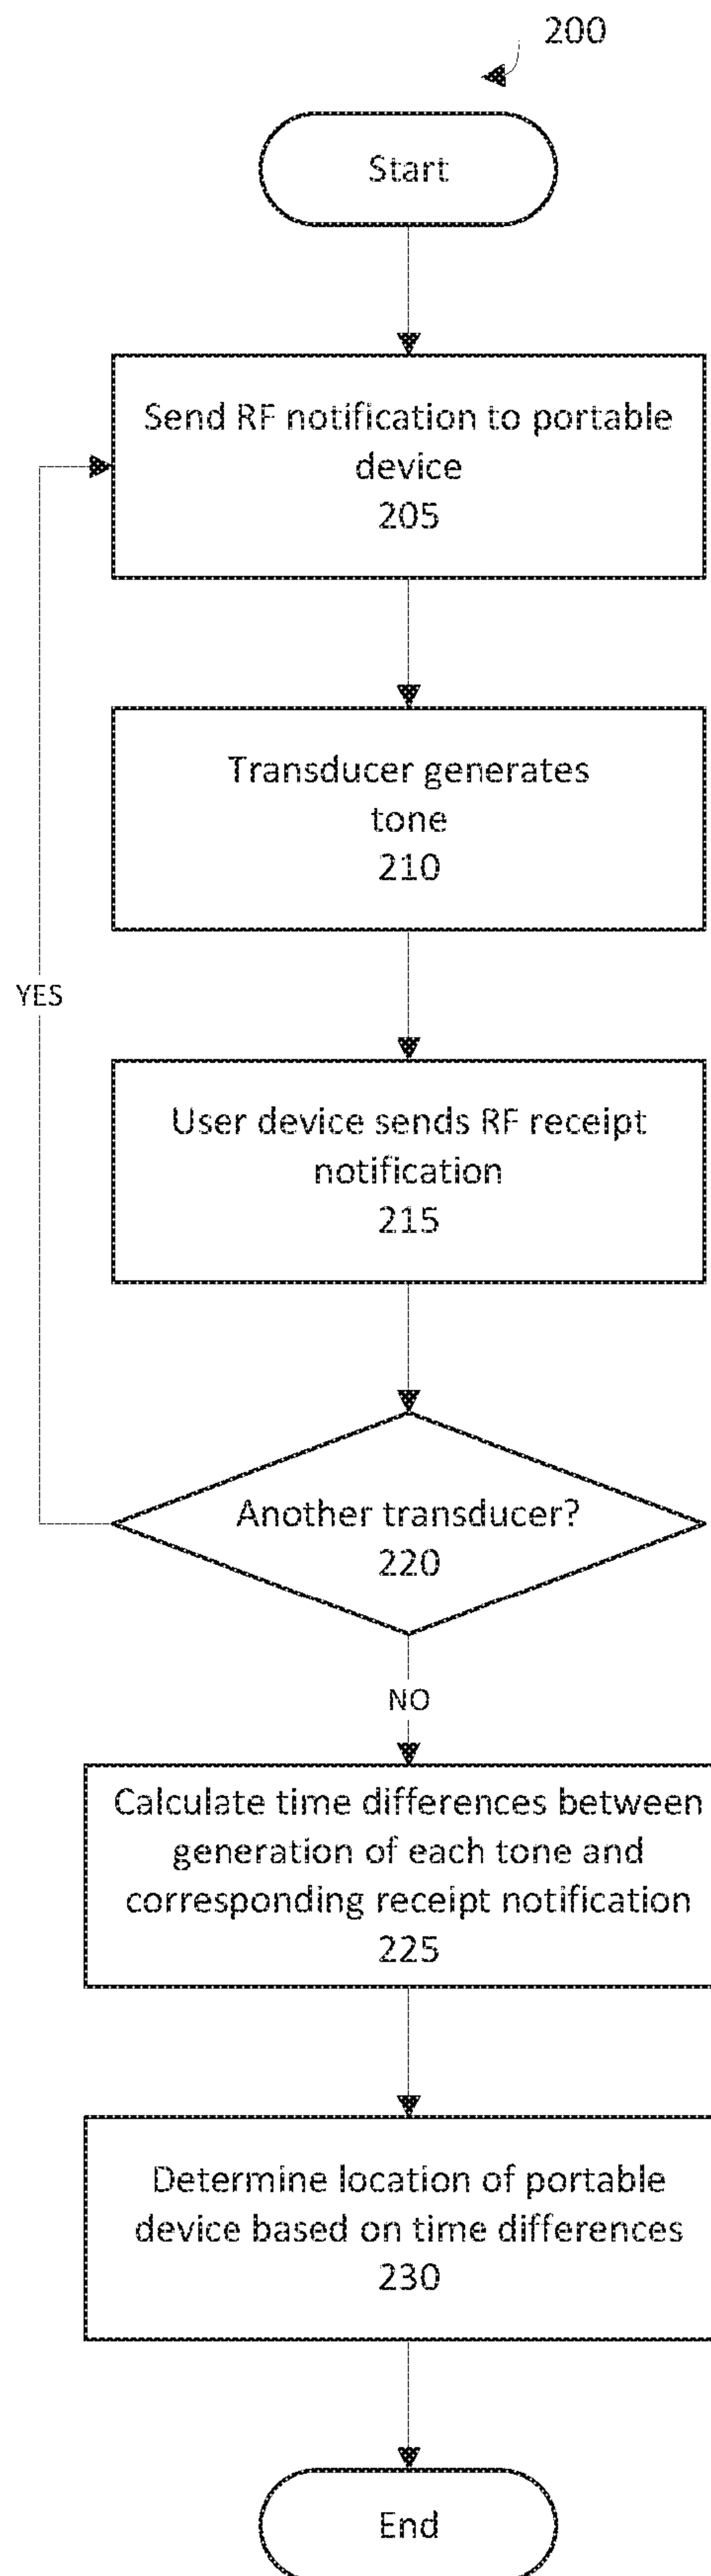 200
Start
Send RF notification to portable
device
205
Transducer generates
tone
210
YES
User device sends RF receipt
notification
215
Another transducer?
220
NO
Calculate time differences between
generation of each tone and
corresponding receipt notification
225
Determine location of portable
device based on time differences
230
End